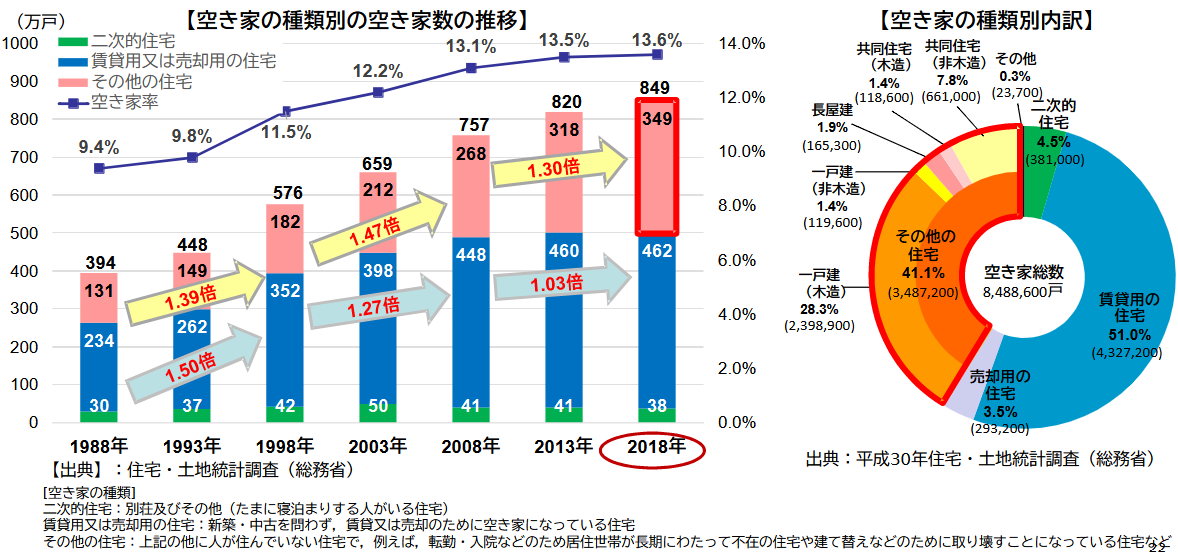 【空き家の種類別の空き家数の推移】
（万戸）
二次的住宅
賃貸用又は売却用の住宅
その他の住宅
空き家率
1000
900
800
700
600
500
400
300
200
100
0
14.0%
12.0%
10.0%
8.0%
6.0%
4.0%
2.0%
0.0%
9.4%
9.8%
11.5%
12.2%
13.1%
13.5%
13.6%
394
448
576
659
757
820
849
131
149
182
212
268
318
349
234
262
352
398
448
460
462
30
37
42
50
41
41
38
1.39倍
1.47倍
1.30倍
1.50倍
1.27倍
1.03倍
1988年
1993年
1998年
2003年
2008年
2013年
2018年
【出典】：住宅・土地統計調査（総務省）
【空き家の種類別内訳】
共同住宅
（木造）
1.4%
(118,600)
共同住宅
（非木造）
7.8%
(661,000)
その他
0.3%
(23,700)
二次的
住宅
4.5%
(381,000)
長屋建
1.9%
(165,300)
一戸建
（非木造）
1.4%
(119,600)
一戸建
（木造）
28.3%
(2,398,900)
その他の
住宅
41.1%
(3,487,200)
空き家総数
8,488,600戸
賃貸用の
住宅
51.0%
(4,327,200)
売却用の
住宅
3.5%
(293,200)
出典：平成30年住宅・土地統計調査（総務省）
[空き家の種類]
二次的住宅：別荘及びその他（たまに寝泊まりする人がいる住宅）
賃貸用又は売却用の住宅：新築・中古を問わず，賃貸又は売却のために空き家になっている住宅
その他の住宅：上記の他に人が住んでいない住宅で，例えば，転勤・入院などのため居住世帯が長期にわたって不在の住宅や建て替えなどのために取り壊すことになっている住宅など
22